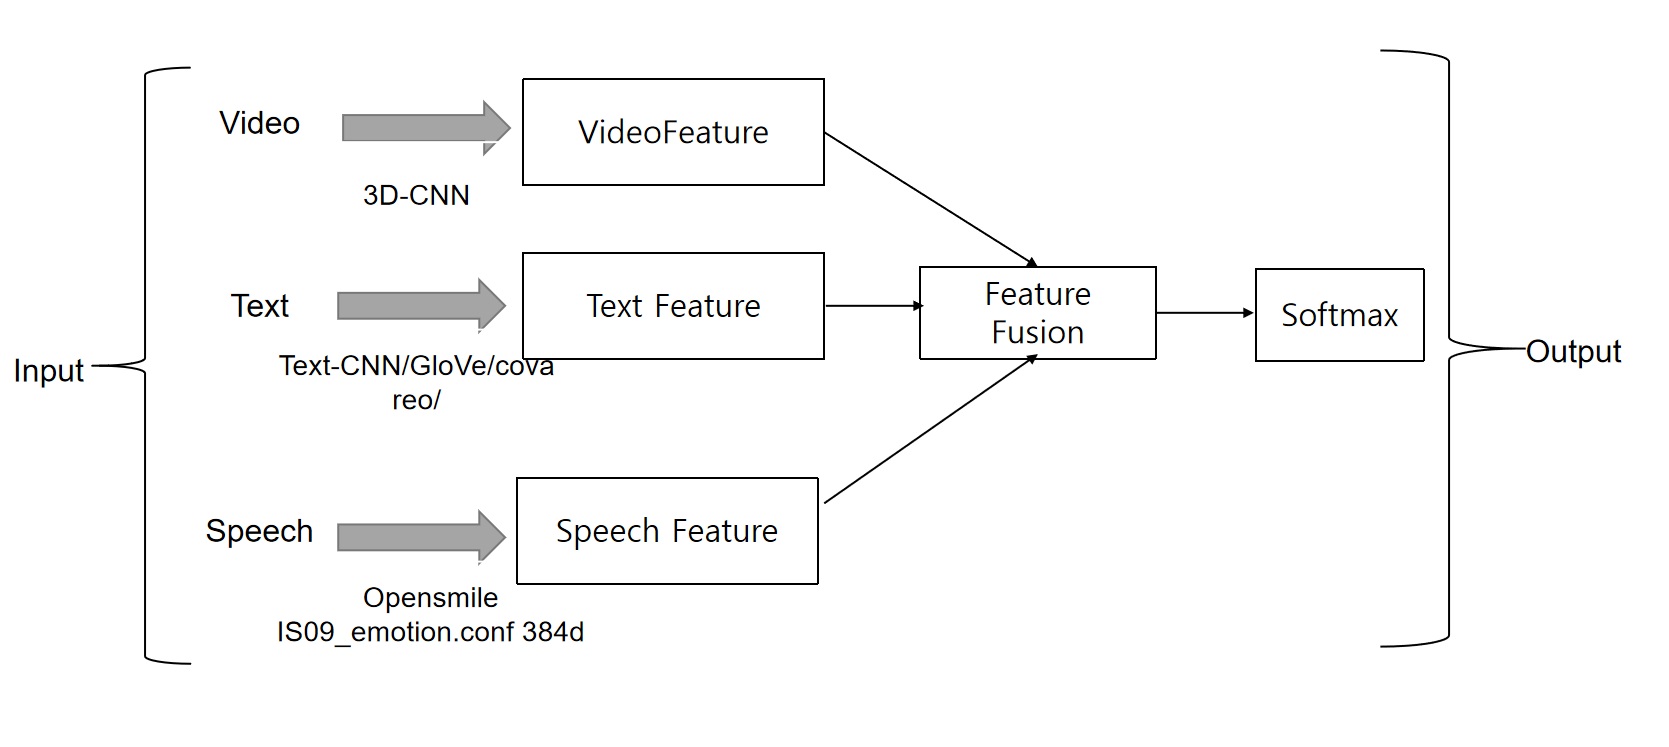 Video
VideoFeature
3D-CNN
Text
Text Feature
Feature
Fusion
Softmax
Text-CNN/GloVe/cova
reo/
Input
Output
Speech
Speech Feature
Opensmile
IS09_emotion.conf 384d